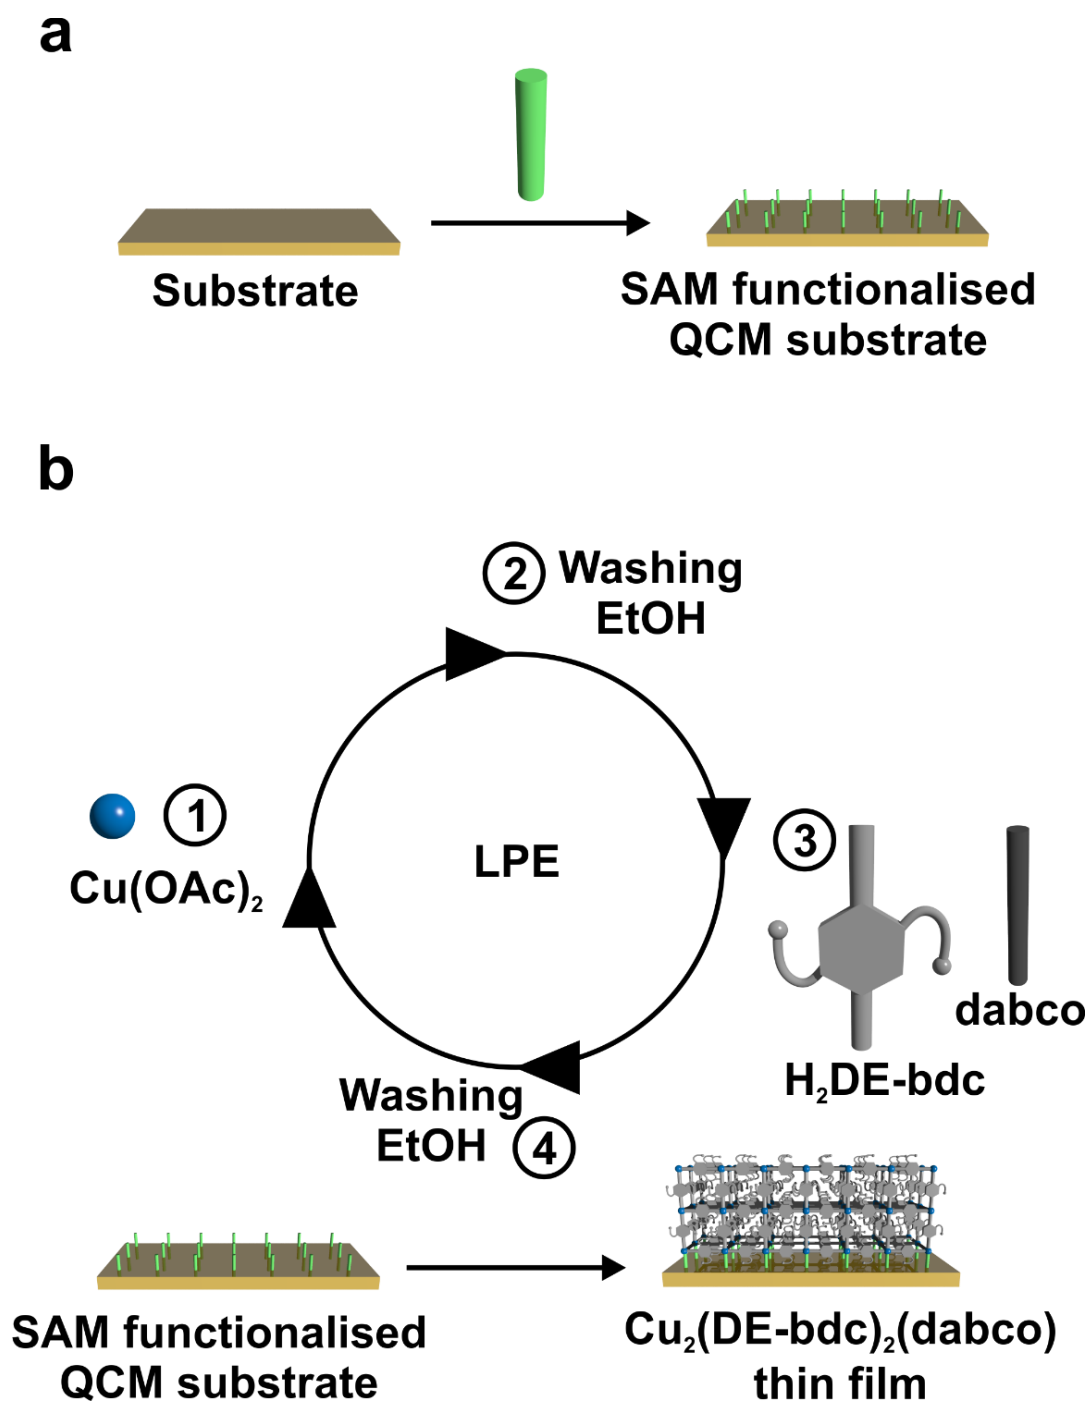 a
Substrate
SAM functionalised
QCM substrate
b
2 Washing
EtOH
1
Cu(OAc)₂
LPE
3
dabco
H₂DE-bdc
Washing
EtOH 4
SAM functionalised
QCM substrate
Cu₂(DE-bdc)₂(dabco)
thin film